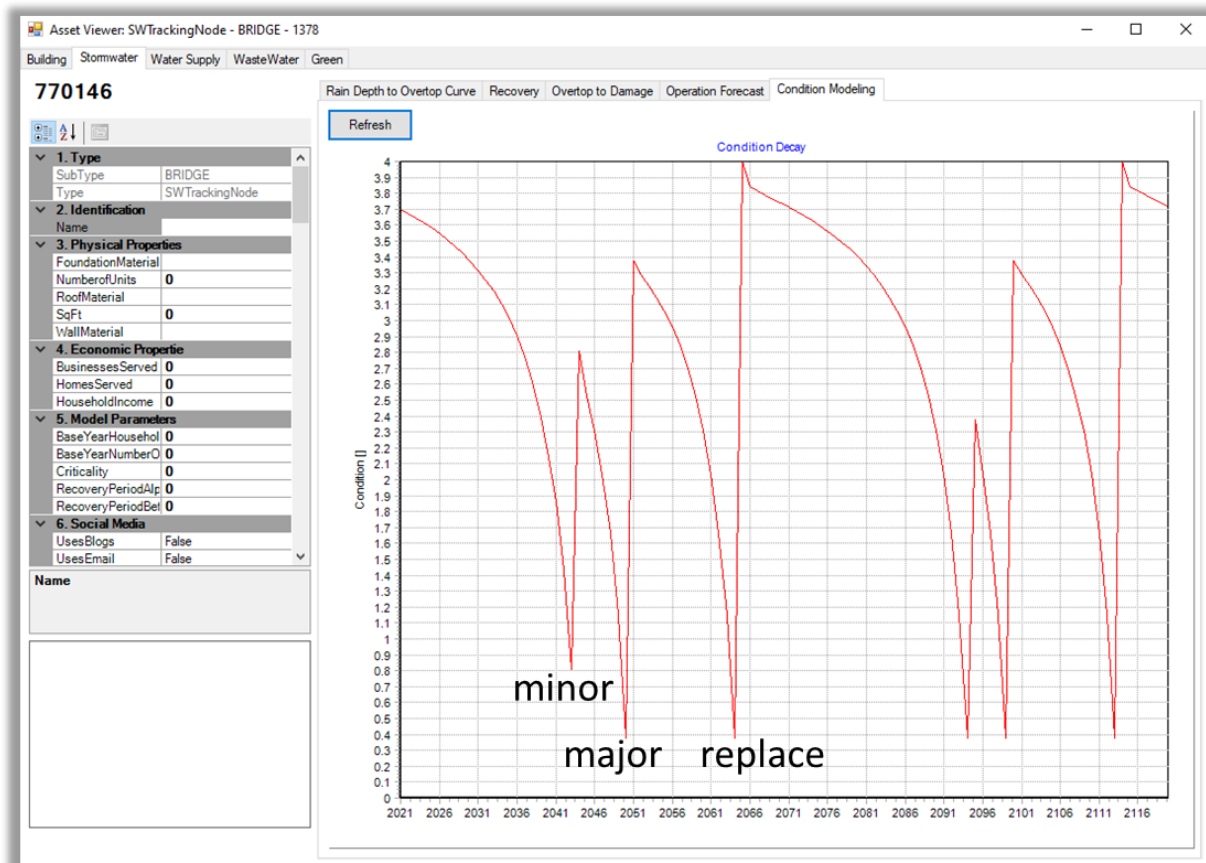 Asset Viewer: SWTrackingNode - BRIDGE - 1378
Building Stormwater Water Supply WasteWater Green
770146
Rain Depth to Overtop Curve Recovery Overtop to Damage Operation Forecast Condition Modeling
Refresh
1. Type
SubType BRIDGE
Type SWTrackingNode
2. Identification
Name
3. Physical Properties
FoundationMaterial
NumberofUnits 0
RoofMaterial
SqFt 0
WallMaterial
4. Economic Propertie
BusinessesServed 0
HomesServed 0
HouseholdIncome 0
5. Model Parameters
BaseYearHousehol 0
BaseYearNumberO 0
Criticality 0
RecoveryPeriodAlp 0
RecoveryPeriodBet 0
6. Social Media
UsesBlogs False
UsesEmail False
Name
Condition Decay
Condition []
4
3.9
3.8
3.7
3.6
3.5
3.4
3.3
3.2
3.1
3
2.9
2.8
2.7
2.6
2.5
2.4
2.3
2.2
2.1
2
1.9
1.8
1.7
1.6
1.5
1.4
1.3
1.2
1.1
1
0.9
0.8
0.7
0.6
0.5
0.4
0.3
0.2
0.1
0
minor
major replace
2021 2026 2031 2036 2041 2046 2051 2056 2061 2066 2071 2076 2081 2086 2091 2096 2101 2106 2111 2116